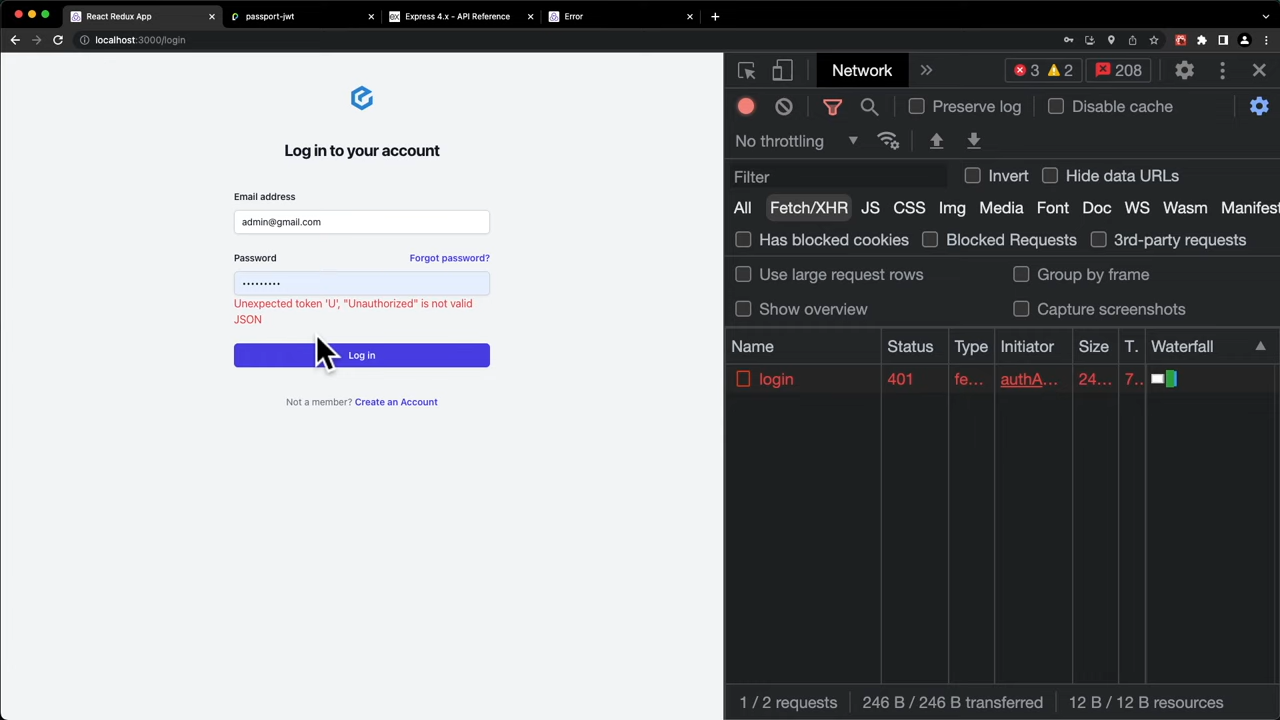 React Redux App
passport-jwt
Express 4.x - API Reference
Error
localhost:3000/login
Log in to your account
Email address
admin@gmail.com
Password Forgot password?
•••••••••
Unexpected token 'U', "Unauthorized" is not valid
JSON
Log in
Not a member? Create an Account
Network
3 2 208
Preserve log Disable cache
No throttling
Filter
Invert Hide data URLs
All Fetch/XHR JS CSS Img Media Font Doc WS Wasm Manifest
Has blocked cookies Blocked Requests 3rd-party requests
Use large request rows Group by frame
Show overview Capture screenshots
Name Status Type Initiator Size T. Waterfall
login 401 fe... authA... 24... 7..
1 / 2 requests 246 B / 246 B transferred 12 B / 12 B resources